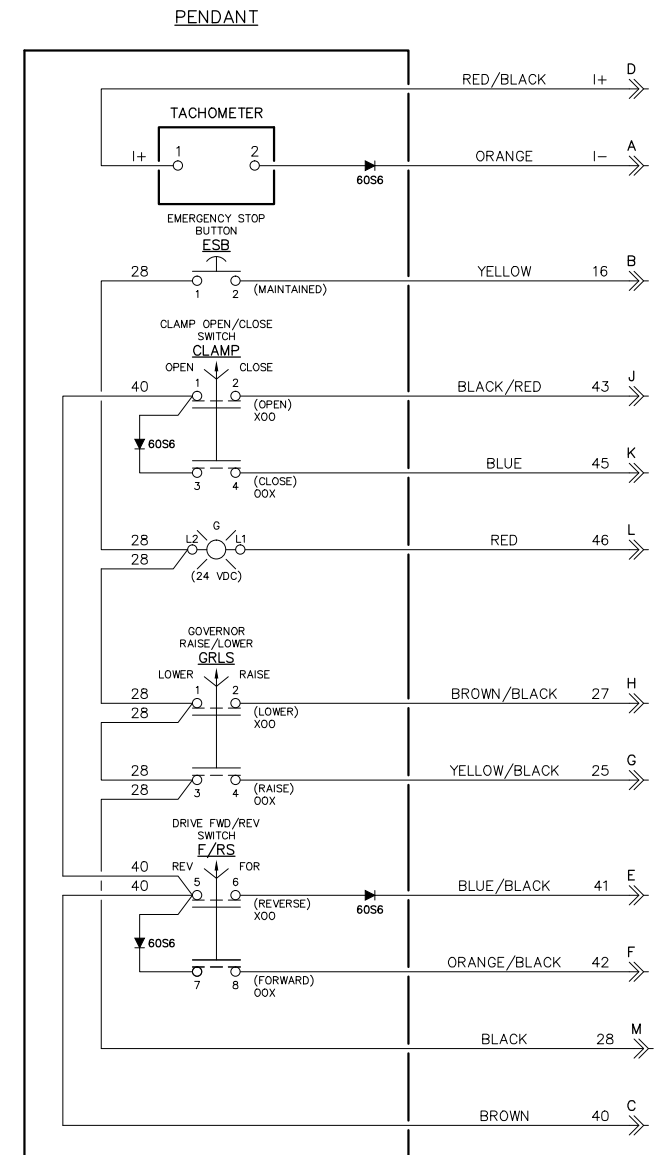 PENDANT
RED/BLACK I+ D
TACHOMETER
I+ 1 2 ORANGE I- A
60S6
EMERGENCY STOP
BUTTON
ESB
28 YELLOW 16 B
1 2 (MAINTAINED)
CLAMP OPEN/CLOSE
SWITCH
CLAMP
OPEN CLOSE
40 1 2 BLACK/RED 43 J
(OPEN)
XOO
60S6
BLUE 45 K
3 4 (CLOSE)
OOX
G
28 L2 L1 RED 46 L
28
(24 VDC)
GOVERNOR
RAISE/LOWER
GRLS
LOWER RAISE
28 1 2 BROWN/BLACK 27 H
28 (LOWER)
XOO
28 YELLOW/BLACK 25 G
28 3 4 (RAISE)
OOX
DRIVE FWD/REV
SWITCH
F/RS
40 REV FOR
40 5 6 BLUE/BLACK 41 E
(REVERSE) 60S6
XOO
60S6
ORANGE/BLACK 42 F
7 8 (FORWARD)
OOX
BLACK 28 M
BROWN 40 C